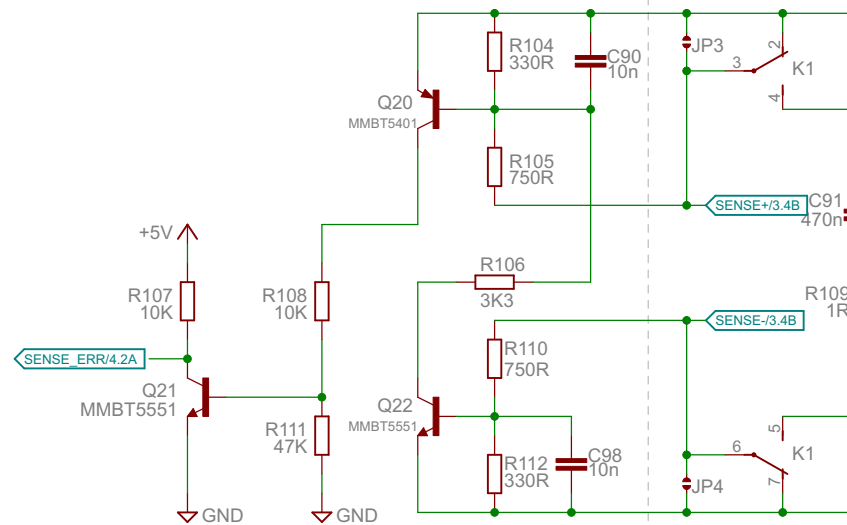 R104
330R
C90
10n
JP3
2
3
K1
4
Q20
MMBT5401
R105
750R
SENSE+/3.4B
C91
470n
+5V
R106
3K3
R107
10K
R108
10K
R109
1R
SENSE-/3.4B
SENSE_ERR/4.2A
R110
750R
Q21
MMBT5551
Q22
MMBT5551
R111
47K
5
6
K1
7
R112
330R
C98
10n
JP4
GND
GND